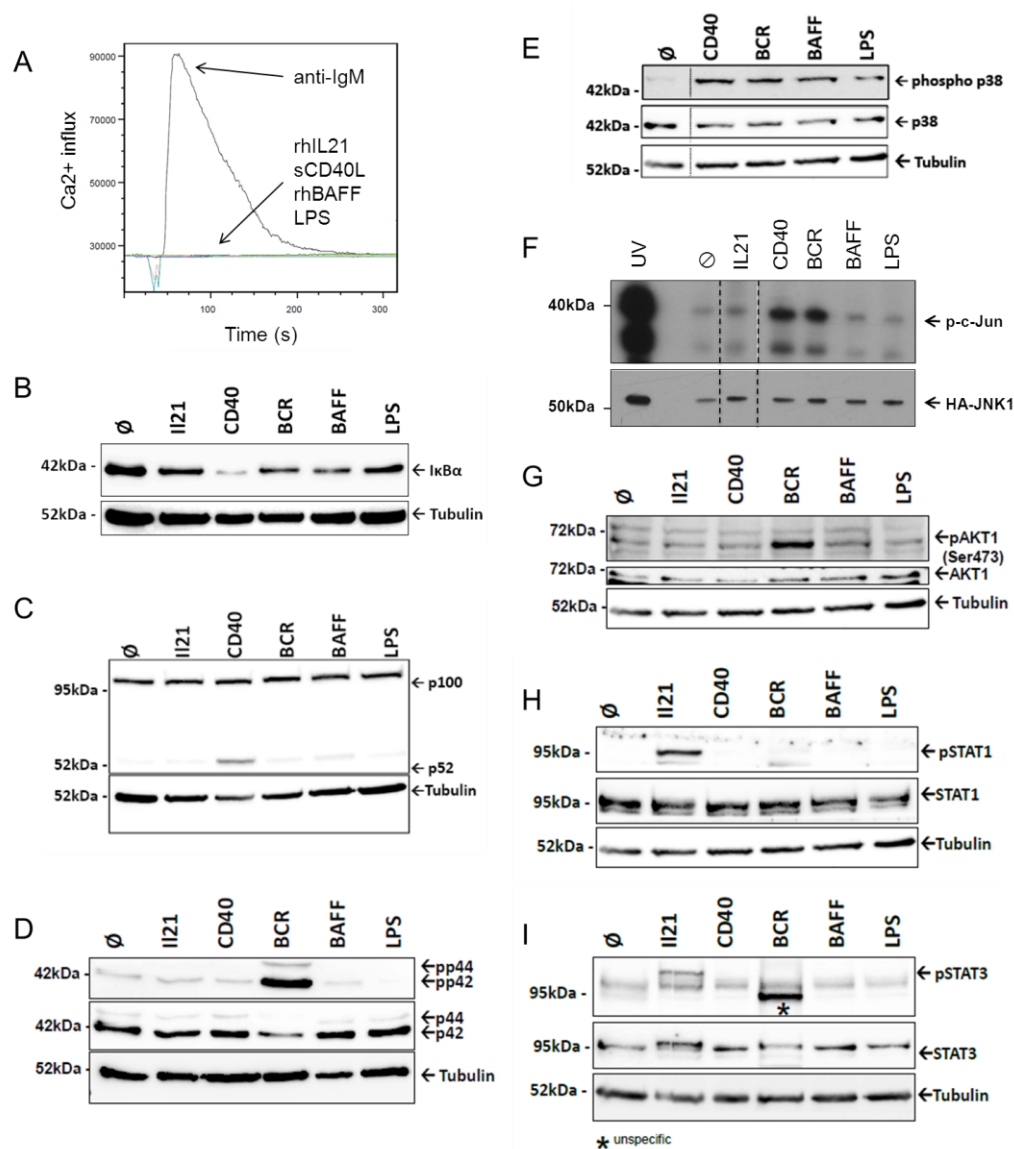 A
Ca2+ influx
90000
70000
50000
30000
anti-IgM
rhIL21
sCD40L
rhBAFF
LPS
0
100
200
300
Time (s)
B
Ø Il21 CD40 BCR BAFF LPS
42kDa - ←IκBα
52kDa - ←Tubulin
C
Ø Il21 CD40 BCR BAFF LPS
95kDa - ←p100
52kDa - ←p52
52kDa - ←Tubulin
D
Ø Il21 CD40 BCR BAFF LPS
←pp44
42kDa - ←pp42
←p44
42kDa - ←p42
52kDa - ←Tubulin
E
Ø CD40 BCR BAFF LPS
42kDa - ←phospho p38
42kDa - ←p38
52kDa - ←Tubulin
F
UV ∅ IL21 CD40 BCR BAFF LPS
40kDa - ←p-c-Jun
50kDa - ←HA-JNK1
G
Ø Il21 CD40 BCR BAFF LPS
72kDa - ←pAKT1
(Ser473)
72kDa - ←AKT1
52kDa - ←Tubulin
H
Ø Il21 CD40 BCR BAFF LPS
95kDa - ←pSTAT1
95kDa - ←STAT1
52kDa - ←Tubulin
I
Ø Il21 CD40 BCR BAFF LPS
←pSTAT3
95kDa -
*
95kDa - ←STAT3
52kDa - ←Tubulin
* unspecific